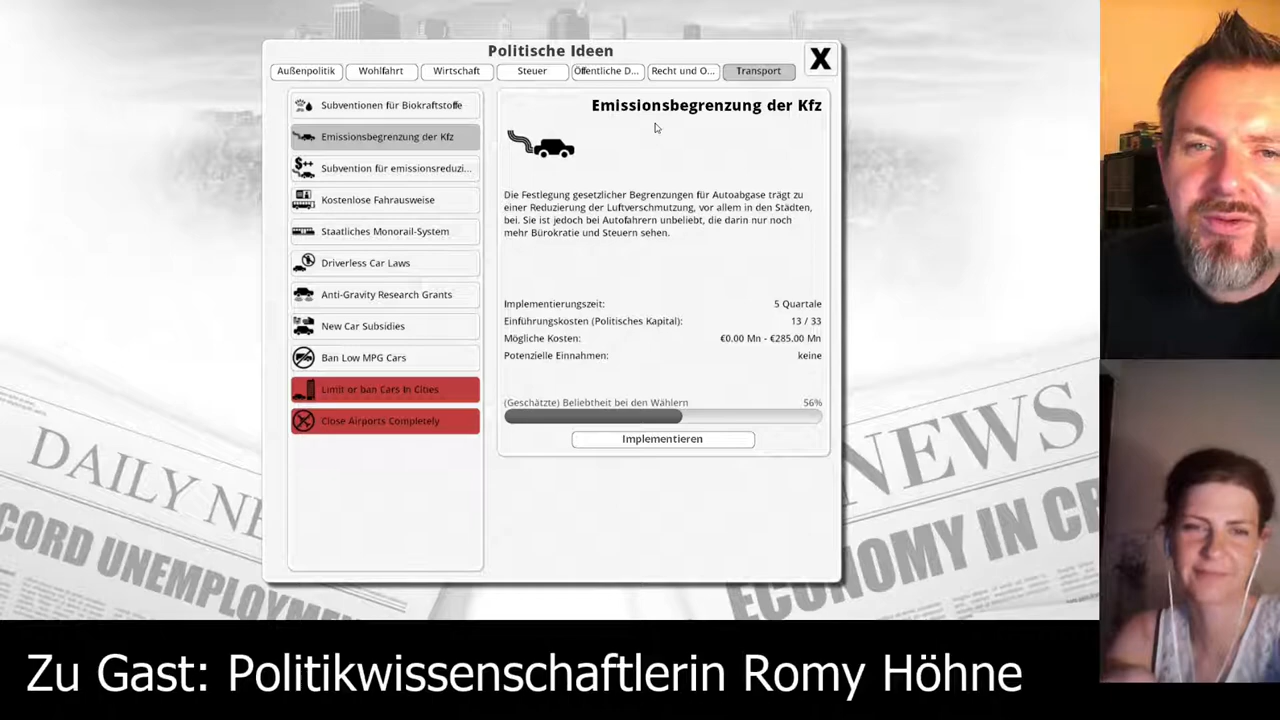 Politische Ideen
X
Außenpolitik
Wohlfahrt
Wirtschaft
Steuer
Öffentliche D...
Recht und O...
Transport
Subventionen für Biokraftstoffe
Emissionsbegrenzung der Kfz
Subvention für emissionsreduzi...
Kostenlose Fahrausweise
Staatliches Monorail-System
Driverless Car Laws
Anti-Gravity Research Grants
New Car Subsidies
Ban Low MPG Cars
Limit or ban Cars In Cities
Close Airports Completely
Emissionsbegrenzung der Kfz
Die Festlegung gesetzlicher Begrenzungen für Autoabgase trägt zu
einer Reduzierung der Luftverschmutzung, vor allem in den Städten,
bei. Sie ist jedoch bei Autofahrern unbeliebt, die darin nur noch
mehr Bürokratie und Steuern sehen.
Implementierungszeit: 5 Quartale
Einführungskosten (Politisches Kapital): 13 / 33
Mögliche Kosten: €0.00 Mn - €285.00 Mn
Potenzielle Einnahmen: keine
(Geschätzte) Beliebtheit bei den Wählern 56%
Implementieren
DAILY NE
CORD UNEMPLOYME
NEWS
ECONOMY IN CR
Zu Gast: Politikwissenschaftlerin Romy Höhne